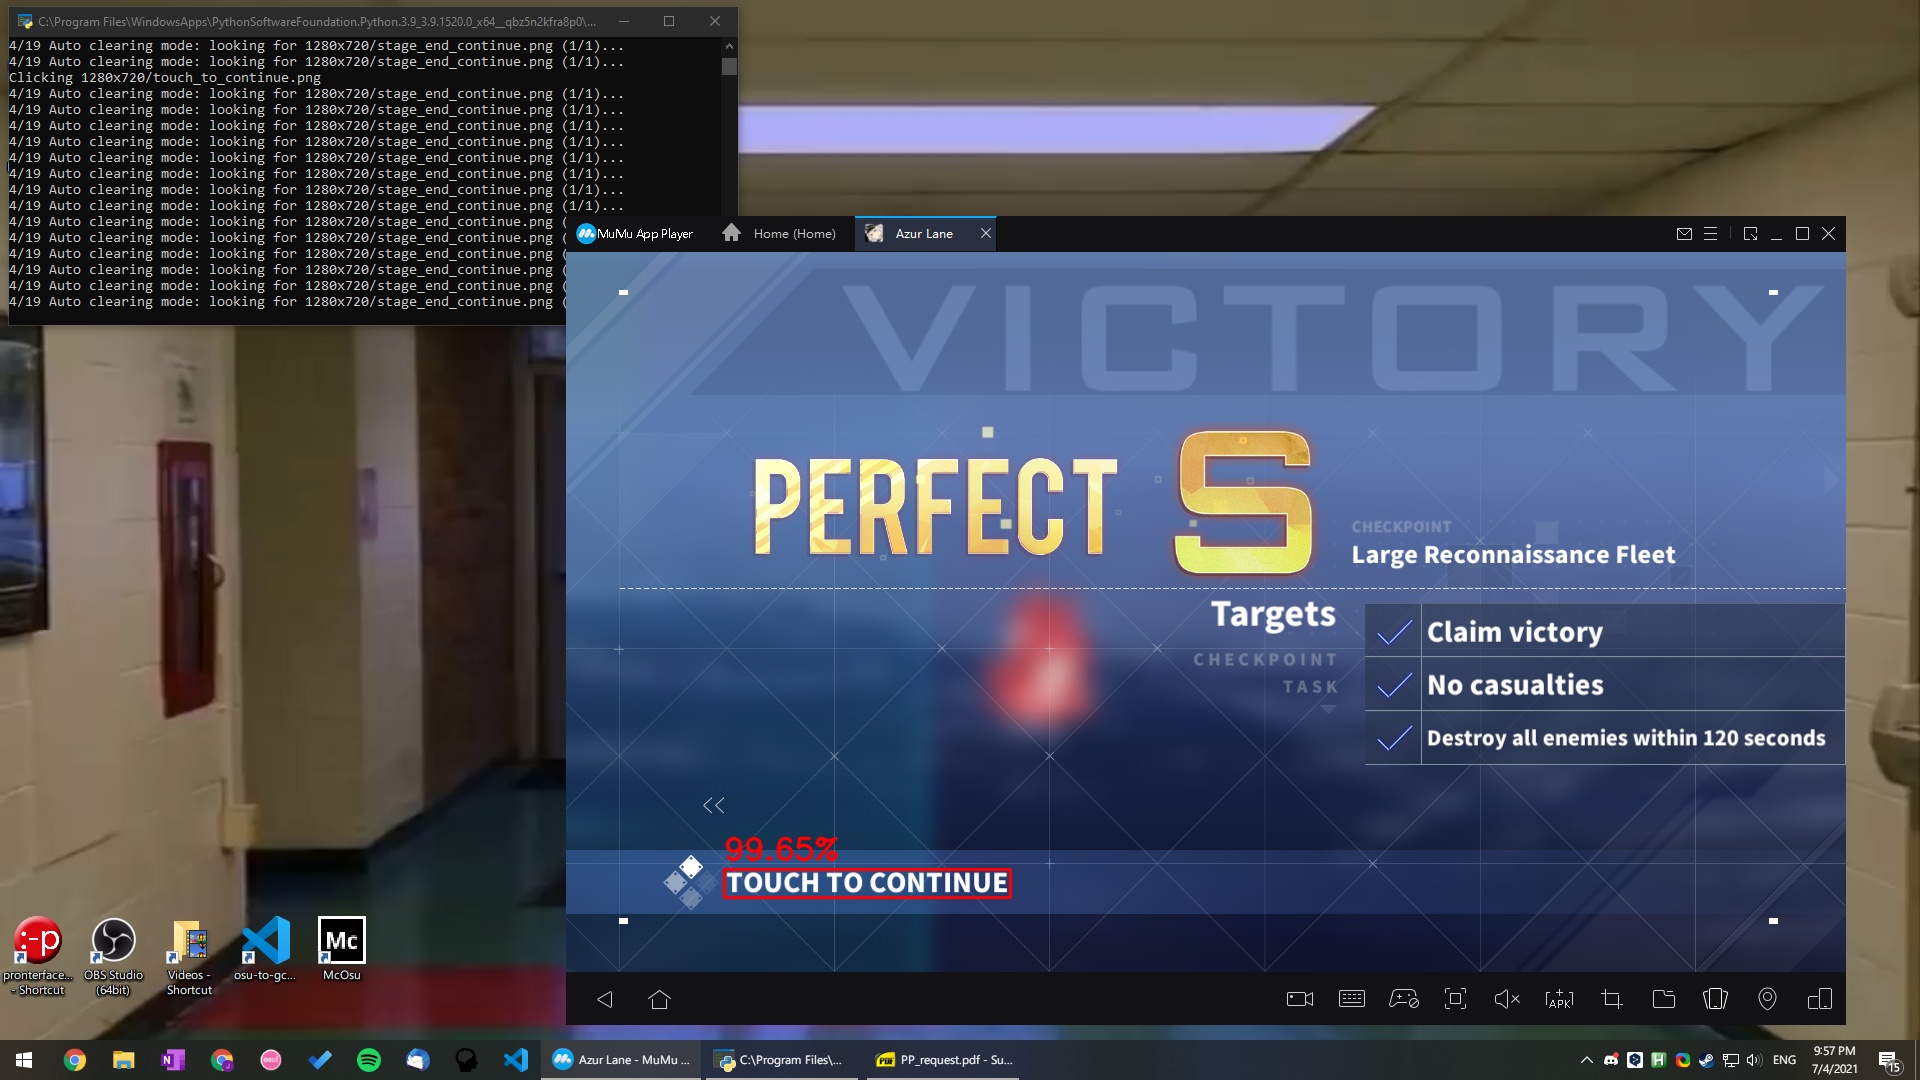 C:\Program Files\WindowsApps\PythonSoftwareFoundation.Python.3.9_3.9.1520.0_x64__qbz5n2kfra8p0\...
4/19 Auto clearing mode: looking for 1280x720/stage_end_continue.png (1/1)...
4/19 Auto clearing mode: looking for 1280x720/stage_end_continue.png (1/1)...
Clicking 1280x720/touch_to_continue.png
4/19 Auto clearing mode: looking for 1280x720/stage_end_continue.png (1/1)...
4/19 Auto clearing mode: looking for 1280x720/stage_end_continue.png (1/1)...
4/19 Auto clearing mode: looking for 1280x720/stage_end_continue.png (1/1)...
4/19 Auto clearing mode: looking for 1280x720/stage_end_continue.png (1/1)...
4/19 Auto clearing mode: looking for 1280x720/stage_end_continue.png (1/1)...
4/19 Auto clearing mode: looking for 1280x720/stage_end_continue.png (1/1)...
4/19 Auto clearing mode: looking for 1280x720/stage_end_continue.png (1/1)...
4/19 Auto clearing mode: looking for 1280x720/stage_end_continue.png (1/1)...
4/19 Auto clearing mode: looking for 1280x720/stage_end_continue.png (
4/19 Auto clearing mode: looking for 1280x720/stage_end_continue.png (
4/19 Auto clearing mode: looking for 1280x720/stage_end_continue.png (
4/19 Auto clearing mode: looking for 1280x720/stage_end_continue.png (
4/19 Auto clearing mode: looking for 1280x720/stage_end_continue.png (
4/19 Auto clearing mode: looking for 1280x720/stage_end_continue.png (
MuMu App Player Home (Home) Azur Lane
VICTORY
PERFECT S
CHECKPOINT
Large Reconnaissance Fleet
Targets
CHECKPOINT
TASK
Claim victory
No casualties
Destroy all enemies within 120 seconds
99.65%
TOUCH TO CONTINUE
APK
:-p
Mc
pronterface... - Shortcut
OBS Studio (64bit)
Videos - Shortcut
osu-to-gc...
McOsu
Azur Lane - MuMu ...
C:\Program Files\...
PDF
PP_request.pdf - Su...
ENG
9:57 PM
7/4/2021
15